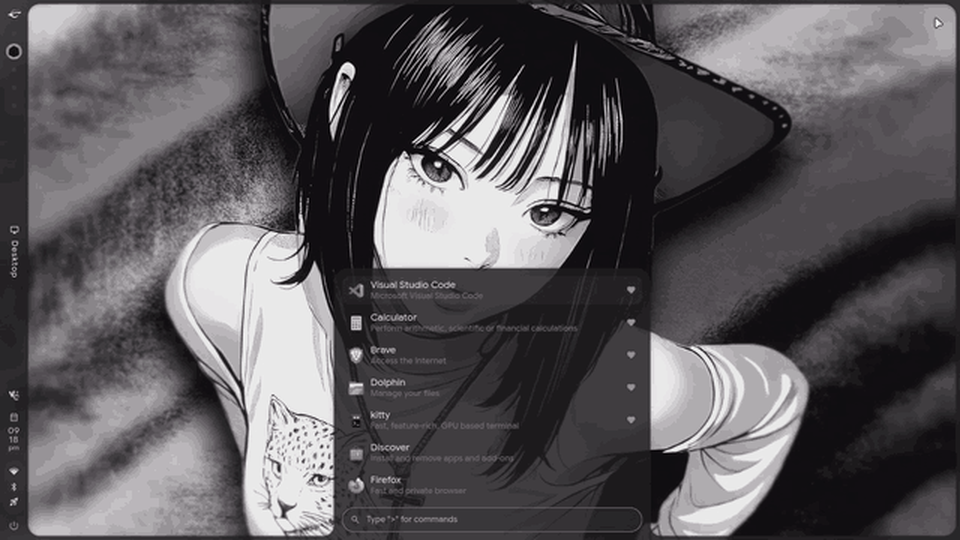 Desktop
09
18
pm
Visual Studio Code
Microsoft Visual Studio Code
Calculator
Perform arithmetic, scientific or financial calculations
Brave
Access the Internet
Dolphin
Manage your files
kitty
Fast, feature-rich, GPU based terminal
Discover
Install and remove apps and add-ons
Firefox
Fast and private browser
Type ">" for commands